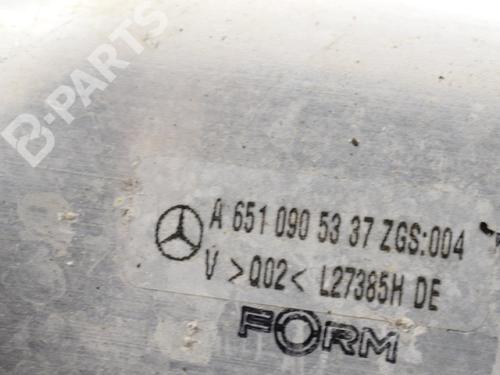 B-PARTS
A 651 090 53 37 ZGS:004
V >Q02< L27385H DE
FORM